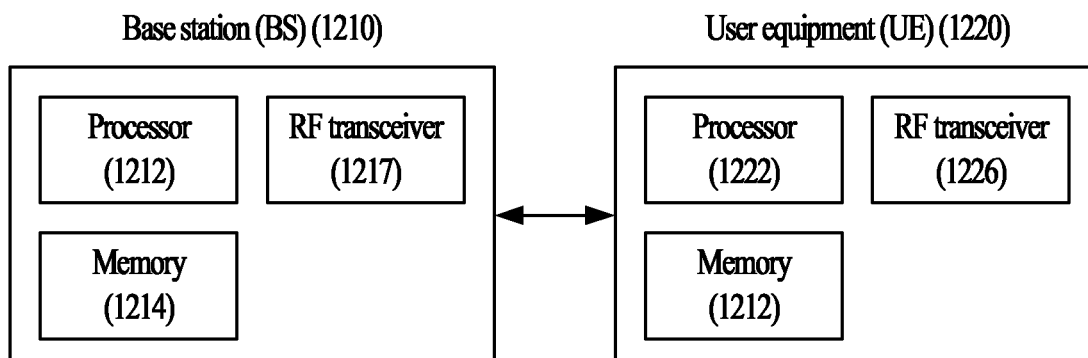 Base station (BS) (1210)
Processor
(1212)
RF transceiver
(1217)
Memory
(1214)
User equipment (UE) (1220)
Processor
(1222)
RF transceiver
(1226)
Memory
(1212)